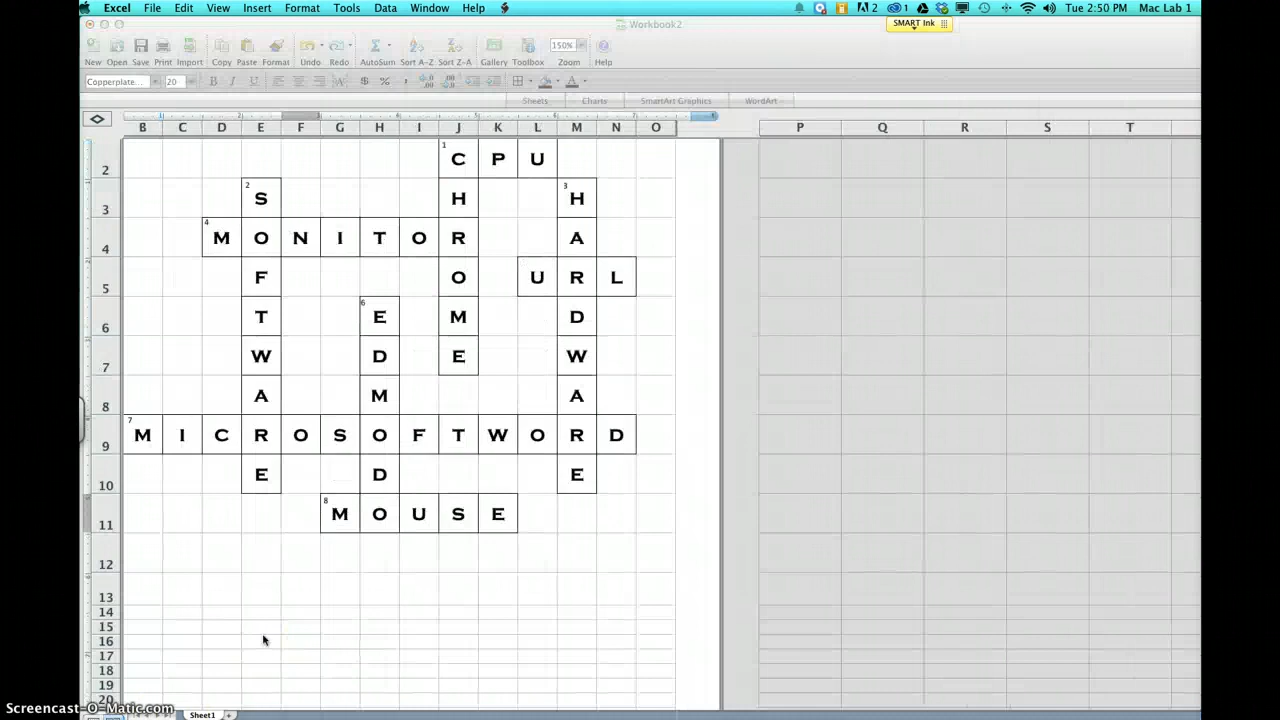 Excel File Edit View Insert Format Tools Data Window Help 2 1 Tue 2:50 PM Mac Lab 1
Workbook2
SMART Ink
New Open Save Print Import Copy Paste Format Undo Redo AutoSum Sort A-Z Sort Z-A Gallery Toolbox 150% Zoom Help
Copperplate... 20 B I U
Sheets Charts SmartArt Graphics WordArt
B C D E F G H I J K L M N O P Q R S T
2 1 C P U
3 2 S H 3 H
4 4 M O N I T O R A
5 F O U R L
6 T 6 E M D
7 W D E W
8 A M A
9 7 M I C R O S O F T W O R D
10 E D E
11 8 M O U S E
12
13
14
15
16
17
18
19
20
Screencast-O-Matic.com Sheet1